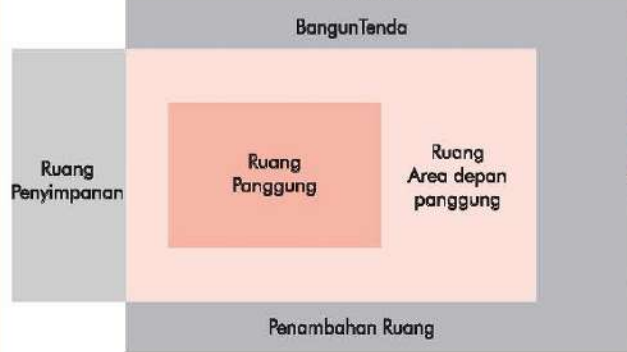 BangunTenda
Ruang
Penyimpanan
Ruang
Panggung
Ruang
Area depan
panggung
Penambahan Ruang